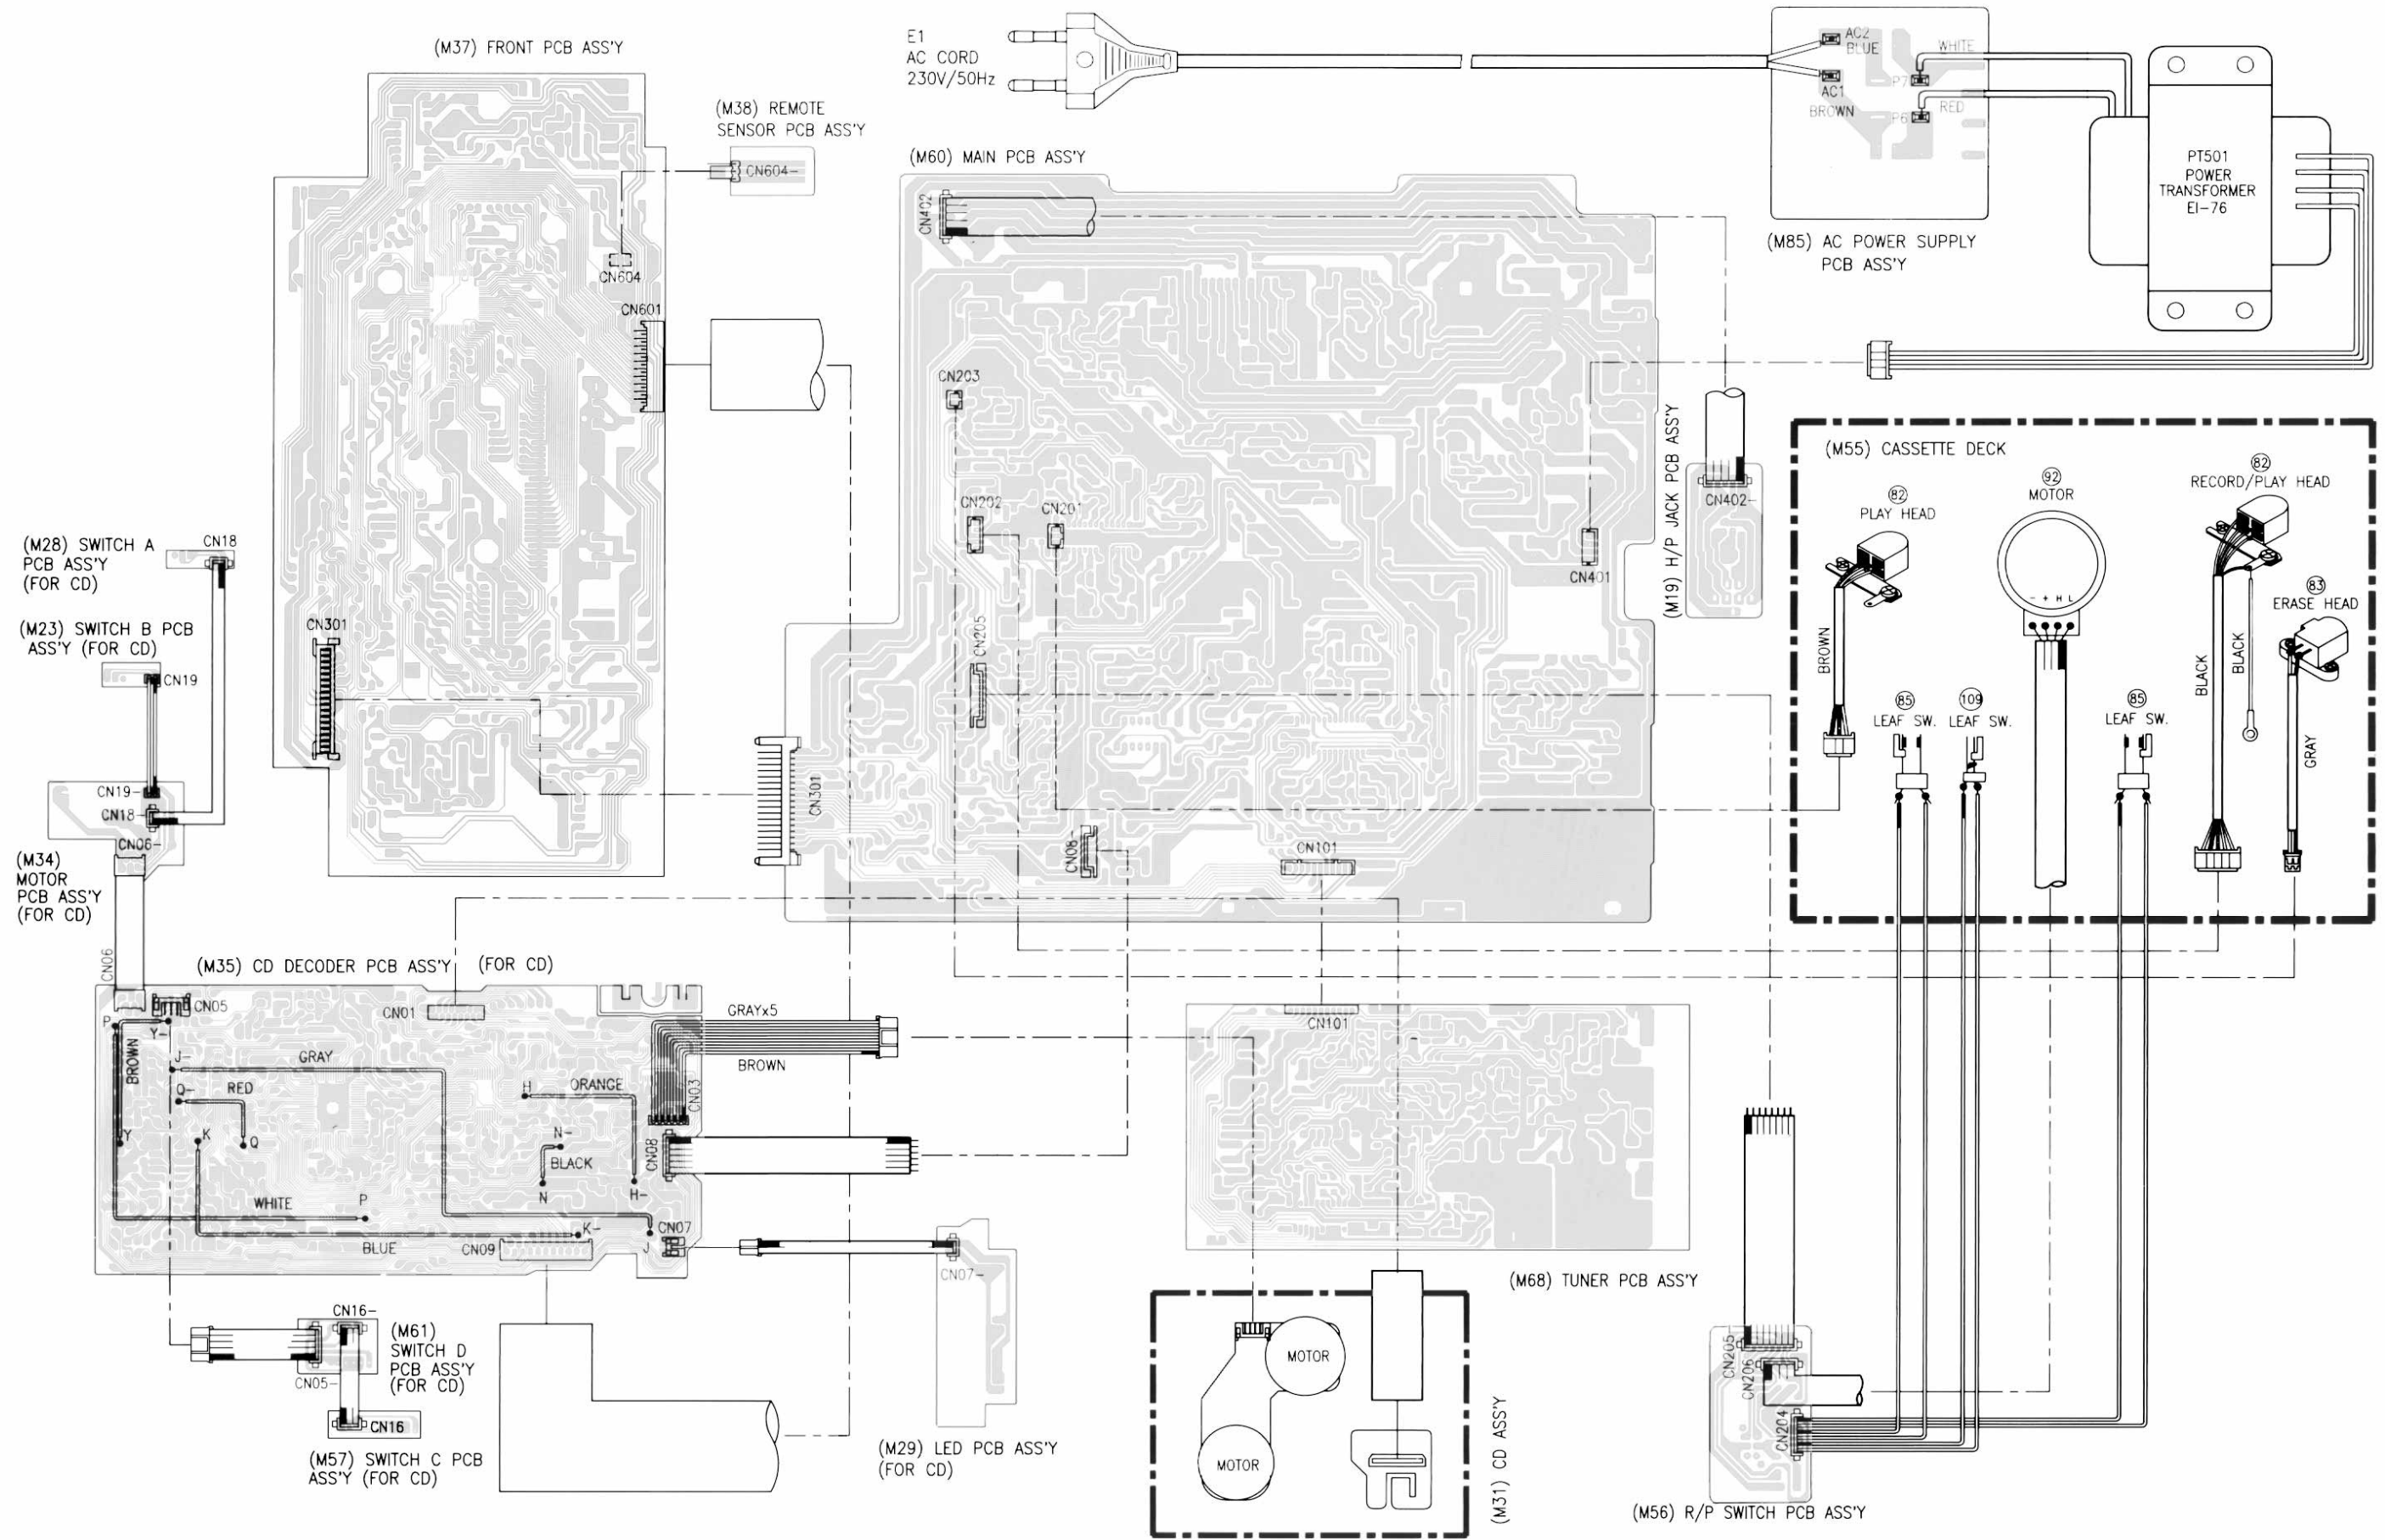 (M37) FRONT PCB ASS'Y
(M38) REMOTE
SENSOR PCB ASS'Y
CN604-
CN604
CN601
CN301
E1
AC CORD
230V/50Hz
AC2
BLUE
AC1
BROWN
WHITE
P7
RED
P6
(M85) AC POWER SUPPLY
PCB ASS'Y
PT501
POWER
TRANSFORMER
EI-76
(M60) MAIN PCB ASS'Y
CN402
CN203
CN202
CN201
CN205
CN401
CN301
CN08-
CN101
(M19) H/P JACK PCB ASS'Y
CN402-
(M55) CASSETTE DECK
82
PLAY HEAD
92
MOTOR
- + H L
82
RECORD/PLAY HEAD
83
ERASE HEAD
BROWN
BLACK
BLACK
GRAY
85
LEAF SW.
109
LEAF SW.
85
LEAF SW.
(M28) SWITCH A
PCB ASS'Y
(FOR CD)
CN18
(M23) SWITCH B PCB
ASS'Y (FOR CD)
CN19
CN19-
CN18-
CN06-
(M34)
MOTOR
PCB ASS'Y
(FOR CD)
CN06
(M35) CD DECODER PCB ASS'Y (FOR CD)
CN05
CN01
P-
Y-
BROWN
J-
GRAY
Q-
RED
H
ORANGE
Y
K
Q
N-
BLACK
N
H-
WHITE
P
K-
BLUE
CN09
J
CN07
CN03
CN08
GRAYx5
BROWN
CN07-
(M29) LED PCB ASS'Y
(FOR CD)
CN16-
(M61)
SWITCH D
PCB ASS'Y
(FOR CD)
CN05-
CN16
(M57) SWITCH C PCB
ASS'Y (FOR CD)
CN101
(M68) TUNER PCB ASS'Y
MOTOR
MOTOR
(M31) CD ASS'Y
CN205-
CN206
CN204
(M56) R/P SWITCH PCB ASS'Y